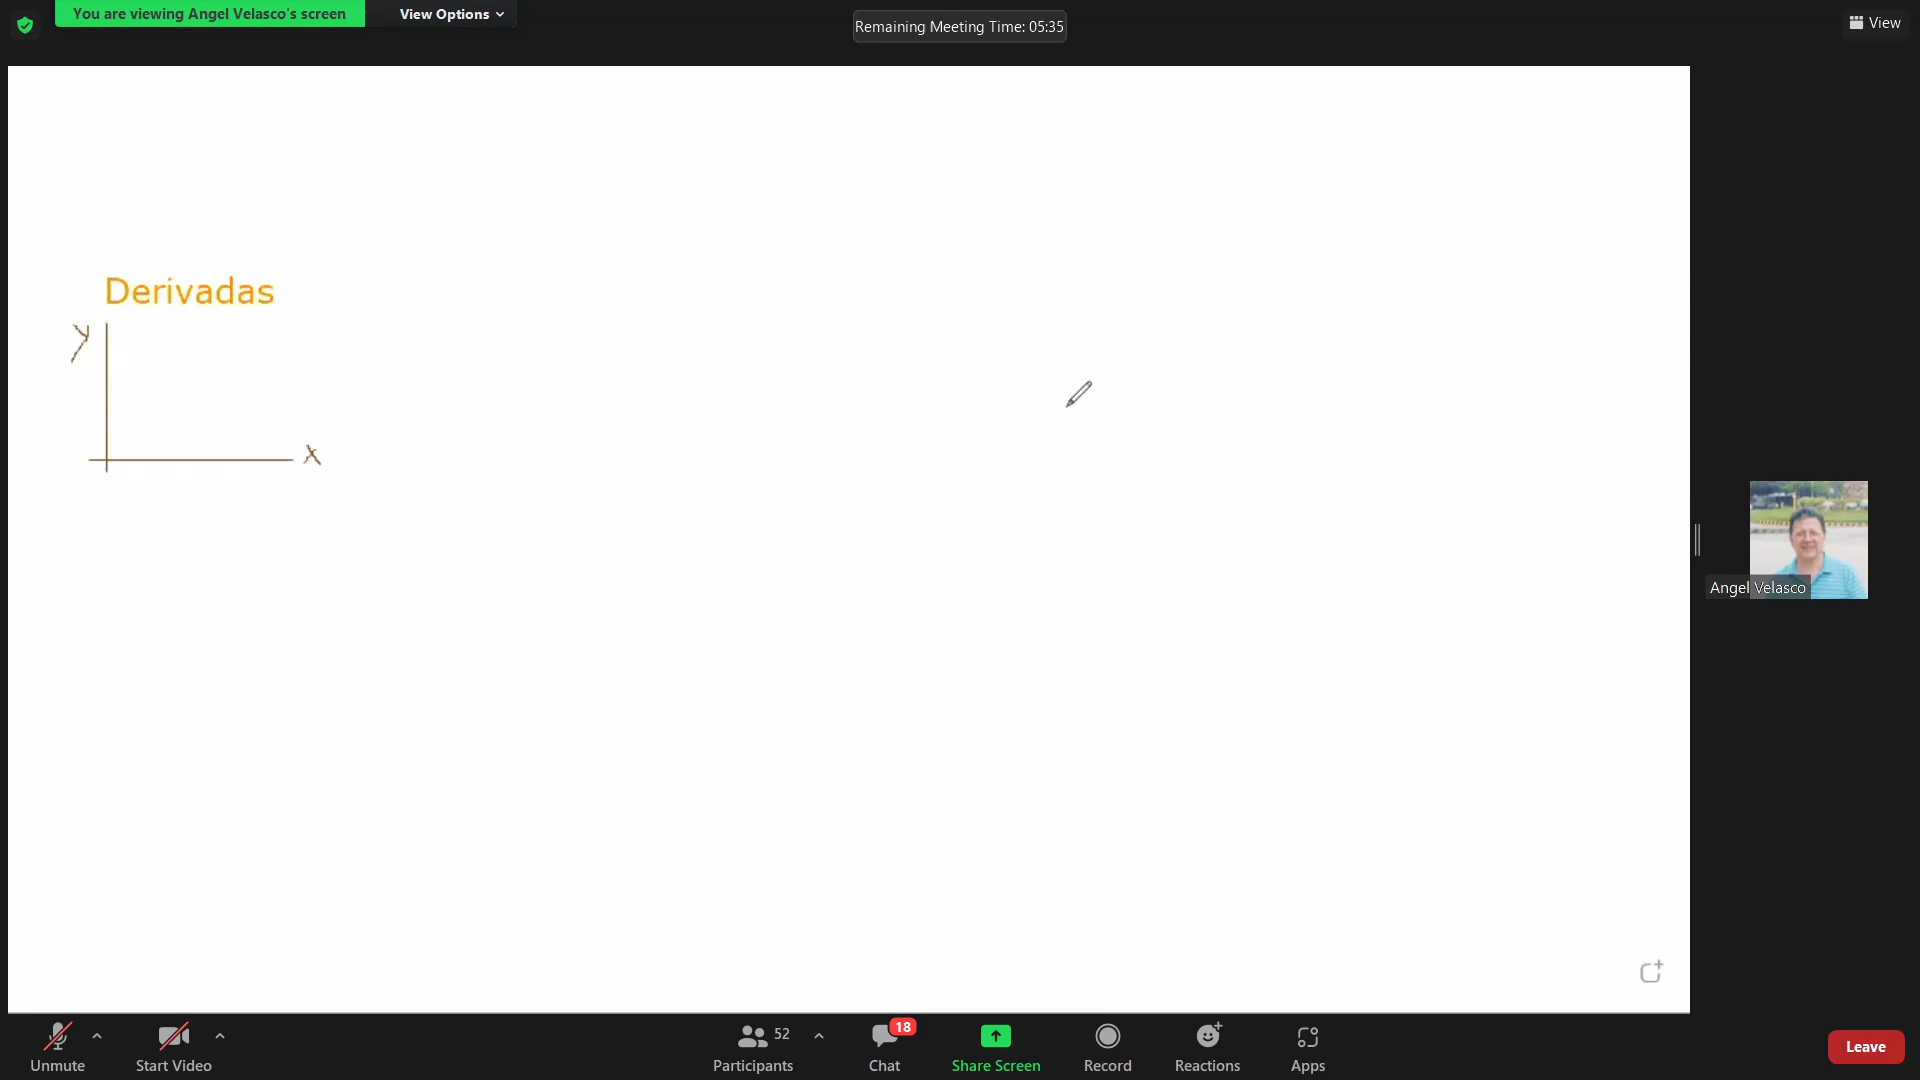 You are viewing Angel Velasco's screen
View Options
Remaining Meeting Time: 05:35
View
Derivadas
y
x
Angel Velasco
52
18
Unmute
Start Video
Participants
Chat
Share Screen
Record
Reactions
Apps
Leave